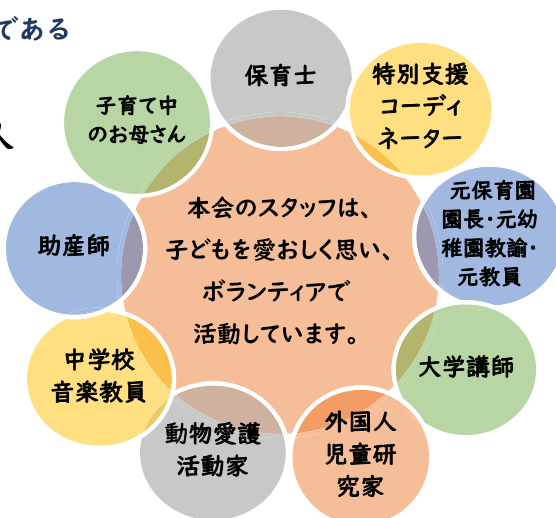 である
人
保育士
特別支援
コーディ
ネーター
元保育園
園長・元幼
稚園教諭・
元教員
大学講師
外国人
児童研
究家
動物愛護
活動家
中学校
音楽教員
助産師
子育て中
のお母さん
本会のスタッフは、
子どもを愛おしく思い、
ボランティアで
活動しています。